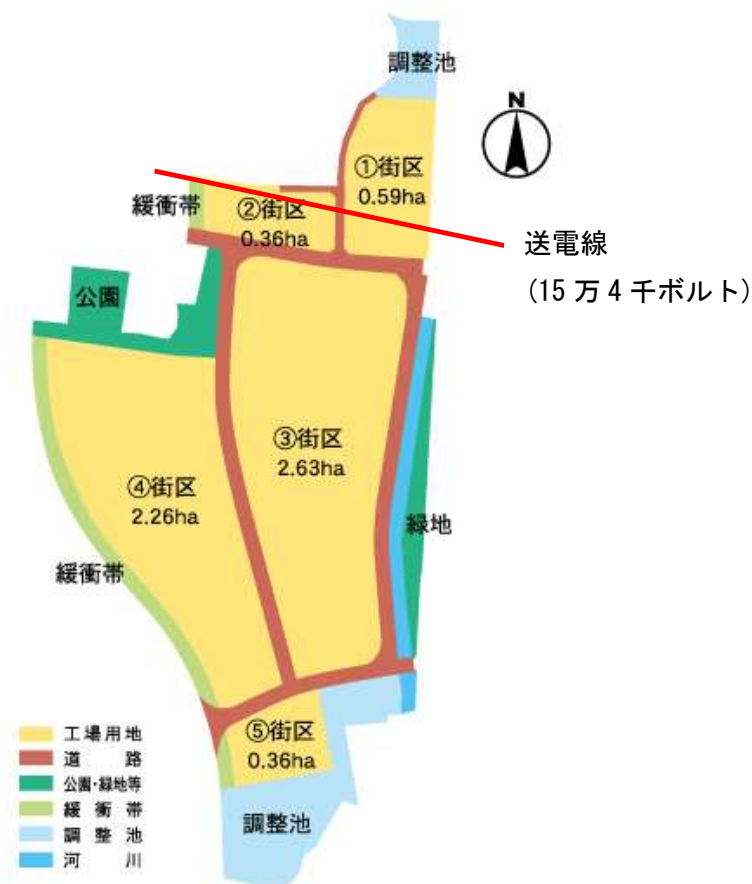 調整池
N
①街区
0.59ha
緩衝帯
②街区
0.36ha
送電線
(15万4千ボルト)
公園
③街区
2.63ha
④街区
2.26ha
緑地
緩衝帯
⑤街区
0.36ha
調整池
工場用地
道路
公園・緑地等
緩衝帯
調整池
河川